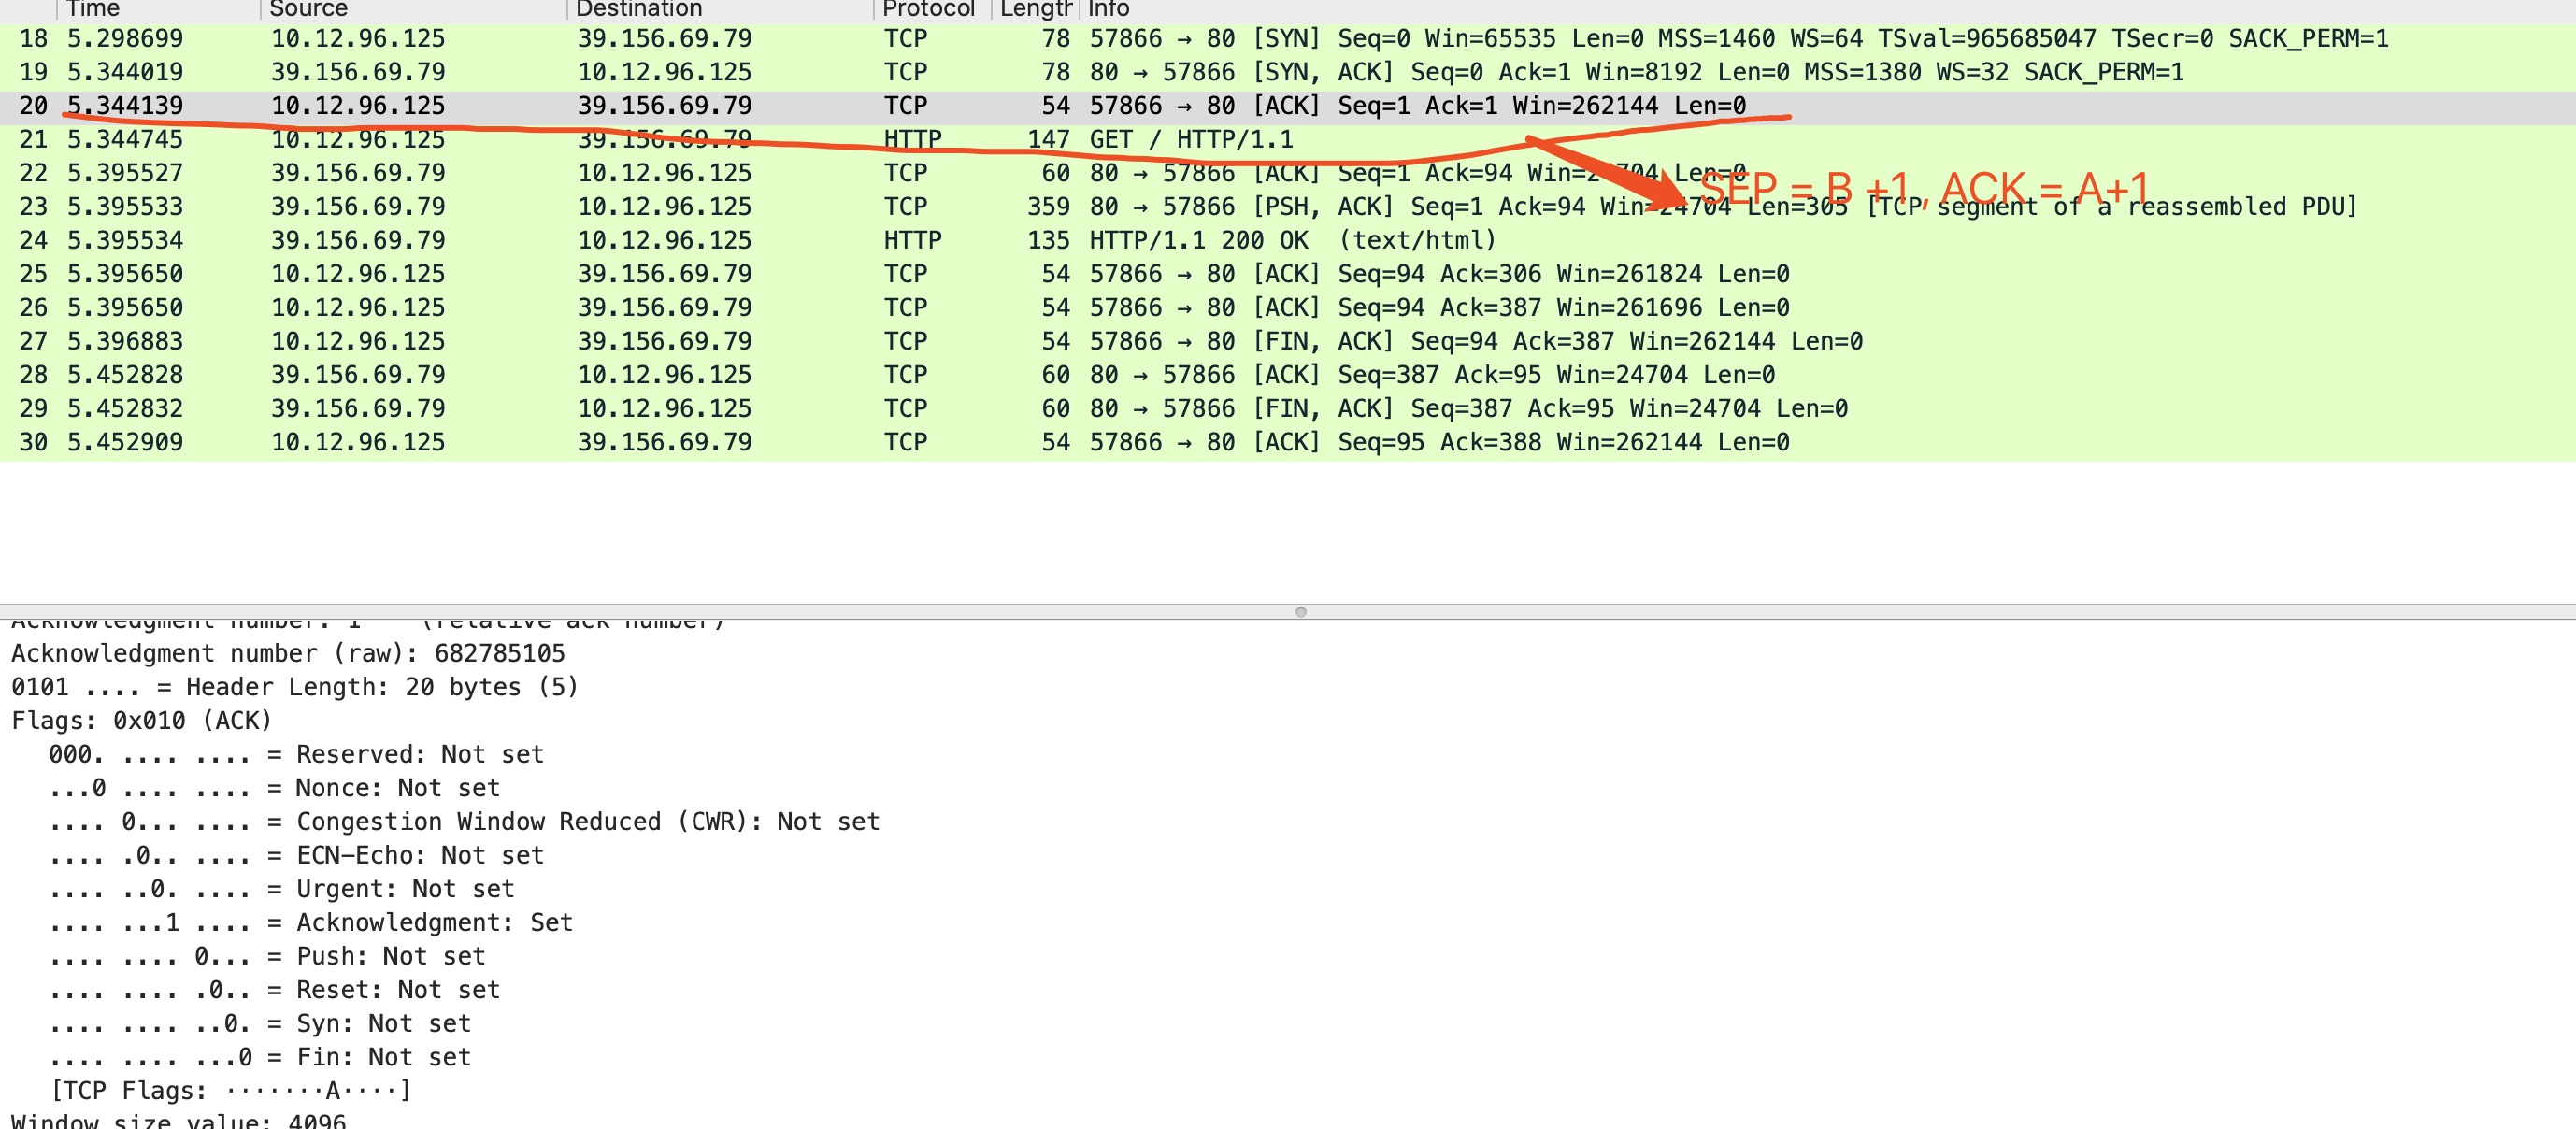 Time Source Destination Protocol Length Info
18 5.298699 10.12.96.125 39.156.69.79 TCP 78 57866 → 80 [SYN] Seq=0 Win=65535 Len=0 MSS=1460 WS=64 TSval=965685047 TSecr=0 SACK_PERM=1
19 5.344019 39.156.69.79 10.12.96.125 TCP 78 80 → 57866 [SYN, ACK] Seq=0 Ack=1 Win=8192 Len=0 MSS=1380 WS=32 SACK_PERM=1
20 5.344139 10.12.96.125 39.156.69.79 TCP 54 57866 → 80 [ACK] Seq=1 Ack=1 Win=262144 Len=0
21 5.344745 10.12.96.125 39.156.69.79 HTTP 147 GET / HTTP/1.1
22 5.395527 39.156.69.79 10.12.96.125 TCP 60 80 → 57866 [ACK] Seq=1 Ack=94 Len=0
SEP = B +1, ACK = A+1
23 5.395533 39.156.69.79 10.12.96.125 TCP 359 80 → 57866 [PSH, ACK] Seq=1 Ack=94 Win=24704 Len=305 [TCP segment of a reassembled PDU]
24 5.395534 39.156.69.79 10.12.96.125 HTTP 135 HTTP/1.1 200 OK (text/html)
25 5.395650 10.12.96.125 39.156.69.79 TCP 54 57866 → 80 [ACK] Seq=94 Ack=306 Win=261824 Len=0
26 5.395650 10.12.96.125 39.156.69.79 TCP 54 57866 → 80 [ACK] Seq=94 Ack=387 Win=261696 Len=0
27 5.396883 10.12.96.125 39.156.69.79 TCP 54 57866 → 80 [FIN, ACK] Seq=94 Ack=387 Win=262144 Len=0
28 5.452828 39.156.69.79 10.12.96.125 TCP 60 80 → 57866 [ACK] Seq=387 Ack=95 Win=24704 Len=0
29 5.452832 39.156.69.79 10.12.96.125 TCP 60 80 → 57866 [FIN, ACK] Seq=387 Ack=95 Win=24704 Len=0
30 5.452909 10.12.96.125 39.156.69.79 TCP 54 57866 → 80 [ACK] Seq=95 Ack=388 Win=262144 Len=0
Acknowledgment number: 1 (relative ack number)
Acknowledgment number (raw): 682785105
0101 .... = Header Length: 20 bytes (5)
Flags: 0x010 (ACK)
000. .... .... = Reserved: Not set
...0 .... .... = Nonce: Not set
.... 0... .... = Congestion Window Reduced (CWR): Not set
.... .0.. .... = ECN-Echo: Not set
.... ..0. .... = Urgent: Not set
.... ...1 .... = Acknowledgment: Set
.... .... 0... = Push: Not set
.... .... .0.. = Reset: Not set
.... .... ..0. = Syn: Not set
.... .... ...0 = Fin: Not set
[TCP Flags: ·······A····]
Window size value: 4096